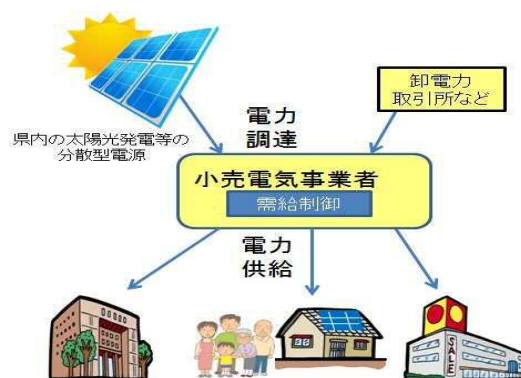 県内の太陽光発電等の
分散型電源
電力
調達
卸電力
取引所など
小売電気事業者
需給制御
電力
供給
SALE